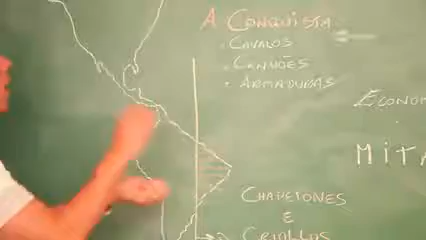 A CONQUISTA
• CAVALOS
• CANHÕES
• ARMADURAS
ECONOM
MITA
CHAPETONES
E
CRIOLLOS